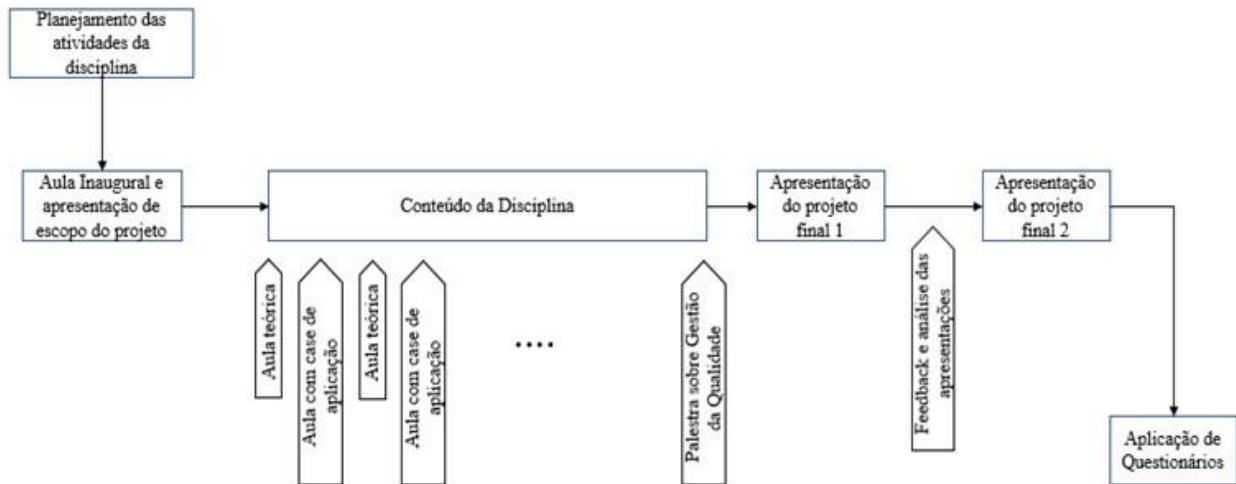 Planejamento das
atividades da
disciplina
Aula Inaugural e
apresentação de
escopo do projeto
Conteúdo da Disciplina
Apresentação
do projeto
final 1
Apresentação
do projeto
final 2
Aula teórica
Aula com case de
aplicação
Aula teórica
Aula com case de
aplicação
....
Palestra sobre Gestão
da Qualidade
Feedback e análise das
apresentações
Aplicação de
Questionários